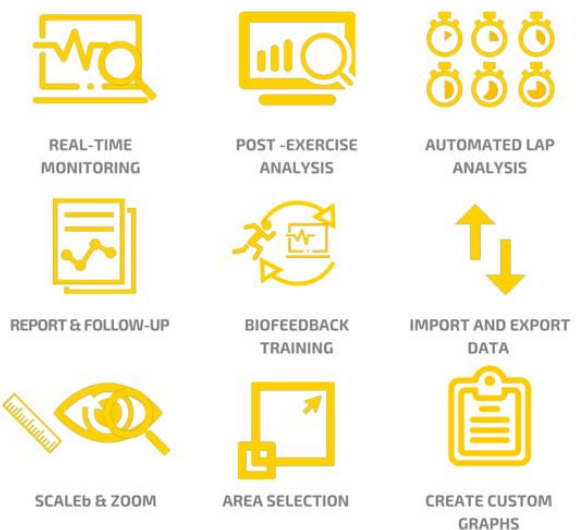 REAL-TIME
MONITORING
POST -EXERCISE
ANALYSIS
AUTOMATED LAP
ANALYSIS
REPORT & FOLLOW-UP
BIOFEEDBACK
TRAINING
IMPORT AND EXPORT
DATA
SCALEb & ZOOM
AREA SELECTION
CREATE CUSTOM
GRAPHS